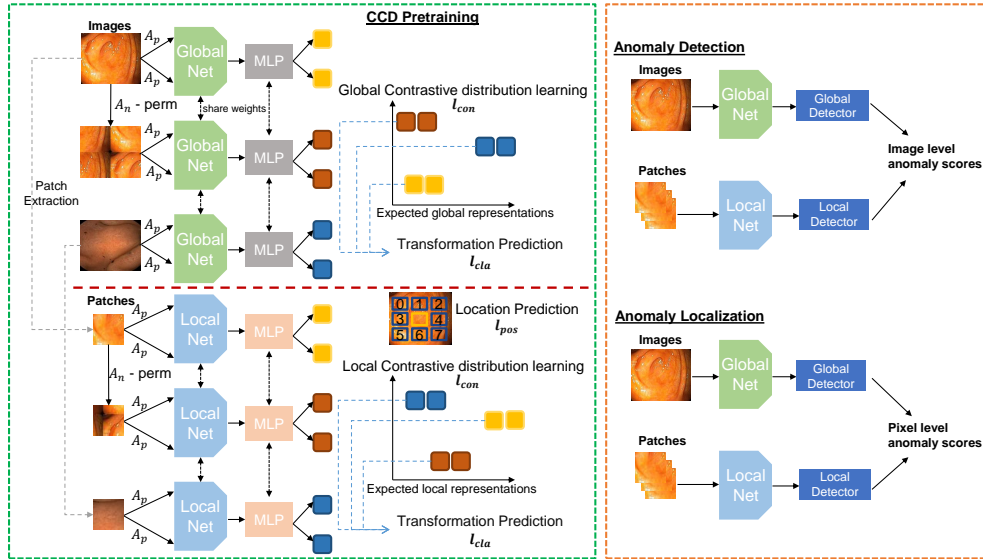 CCD Pretraining
Images
A_p
A_p
Global
Net
MLP
A_n - perm
share weights
Global Contrastive distribution learning
l_con
A_p
A_p
Global
Net
MLP
Patch
Extraction
Expected global representations
A_p
A_p
Global
Net
MLP
Transformation Prediction
l_cla
Patches
A_p
A_p
Local
Net
MLP
0 1 2
3 4
5 6 7
Location Prediction
l_pos
A_n - perm
Local Contrastive distribution learning
l_con
A_p
A_p
Local
Net
MLP
Expected local representations
A_p
A_p
Local
Net
MLP
Transformation Prediction
l_cla
Anomaly Detection
Images
Global
Net
Global
Detector
Image level
anomaly scores
Patches
Local
Net
Local
Detector
Anomaly Localization
Images
Global
Net
Global
Detector
Pixel level
anomaly scores
Patches
Local
Net
Local
Detector